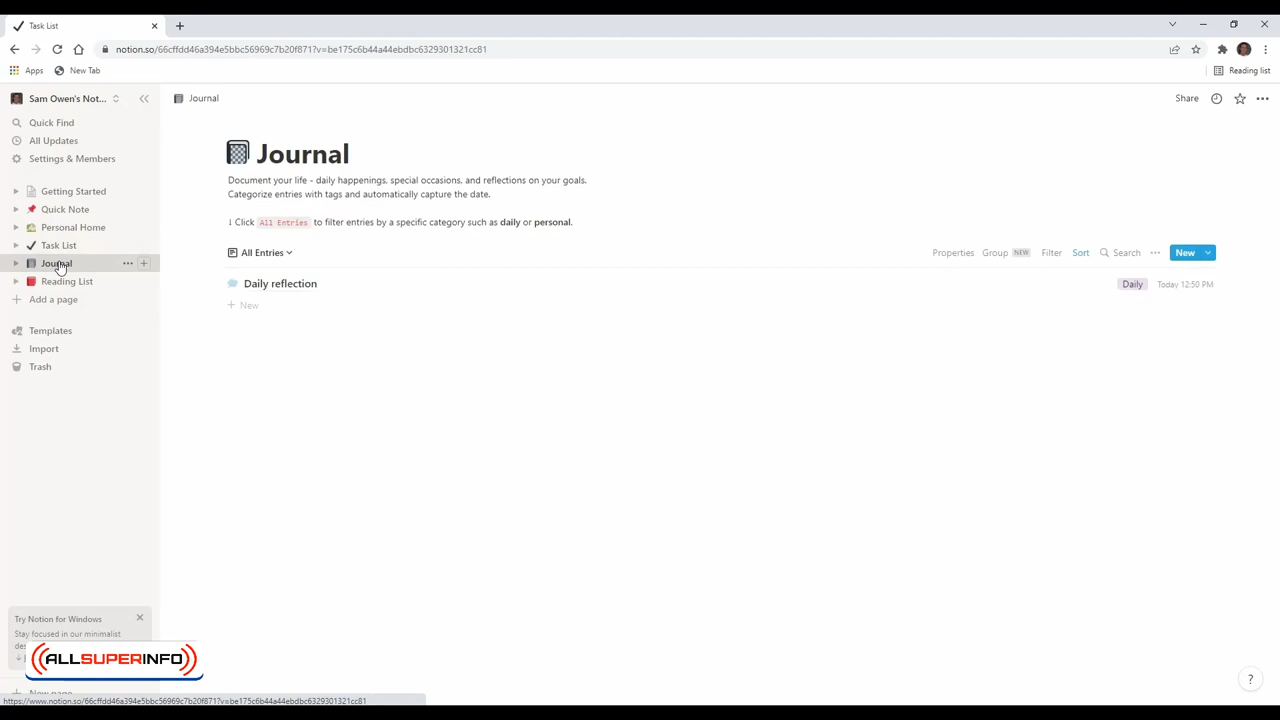 Task List
notion.so/66cffdd46a394e5bbc56969c7b20f871?v=be175c6b44a44ebdbc6329301321cc81
Apps
New Tab
Reading list
Sam Owen's Not...
Journal
Share
Quick Find
All Updates
Settings & Members
Getting Started
Quick Note
Personal Home
Task List
Journal
Reading List
Add a page
Templates
Import
Trash
Journal
Document your life - daily happenings, special occasions, and reflections on your goals.
Categorize entries with tags and automatically capture the date.
↓ Click All Entries to filter entries by a specific category such as daily or personal.
All Entries
Properties
Group NEW
Filter
Sort
Search
New
Daily reflection
Daily
Today 12:50 PM
+ New
Try Notion for Windows
Stay focused in our minimalist
ALLSUPERINFO
New page
?
https://www.notion.so/66cffdd46a394e5bbc56969c7b20f871?v=be175c6b44a44ebdbc6329301321cc81